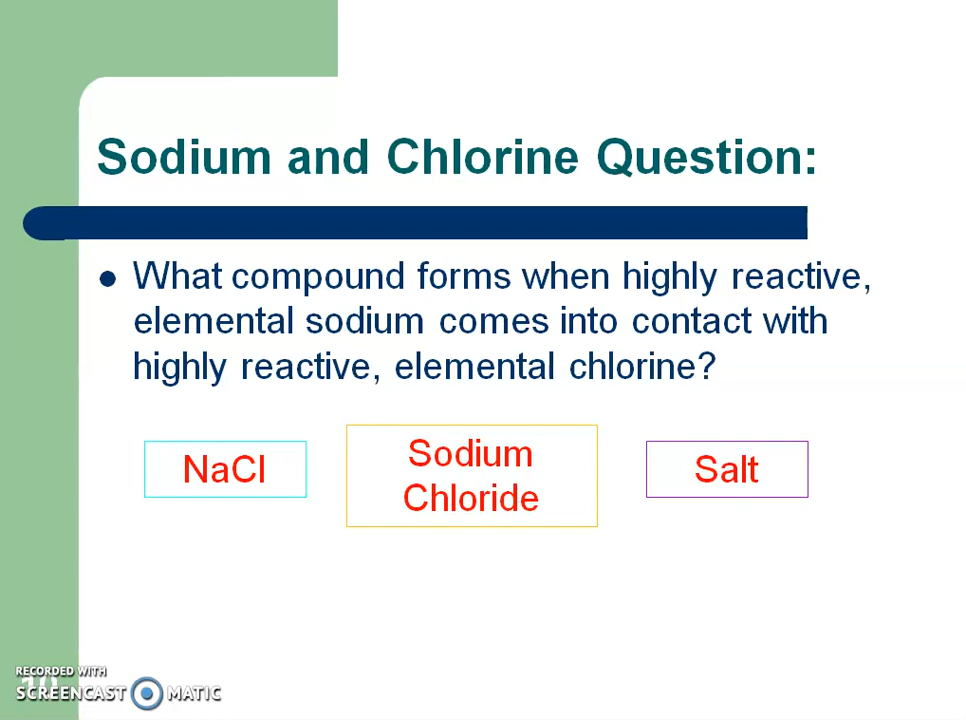 Sodium and Chlorine Question:
What compound forms when highly reactive,
elemental sodium comes into contact with
highly reactive, elemental chlorine?
NaCl
Sodium
Chloride
Salt
RECORDED WITH
SCREENCAST MATIC